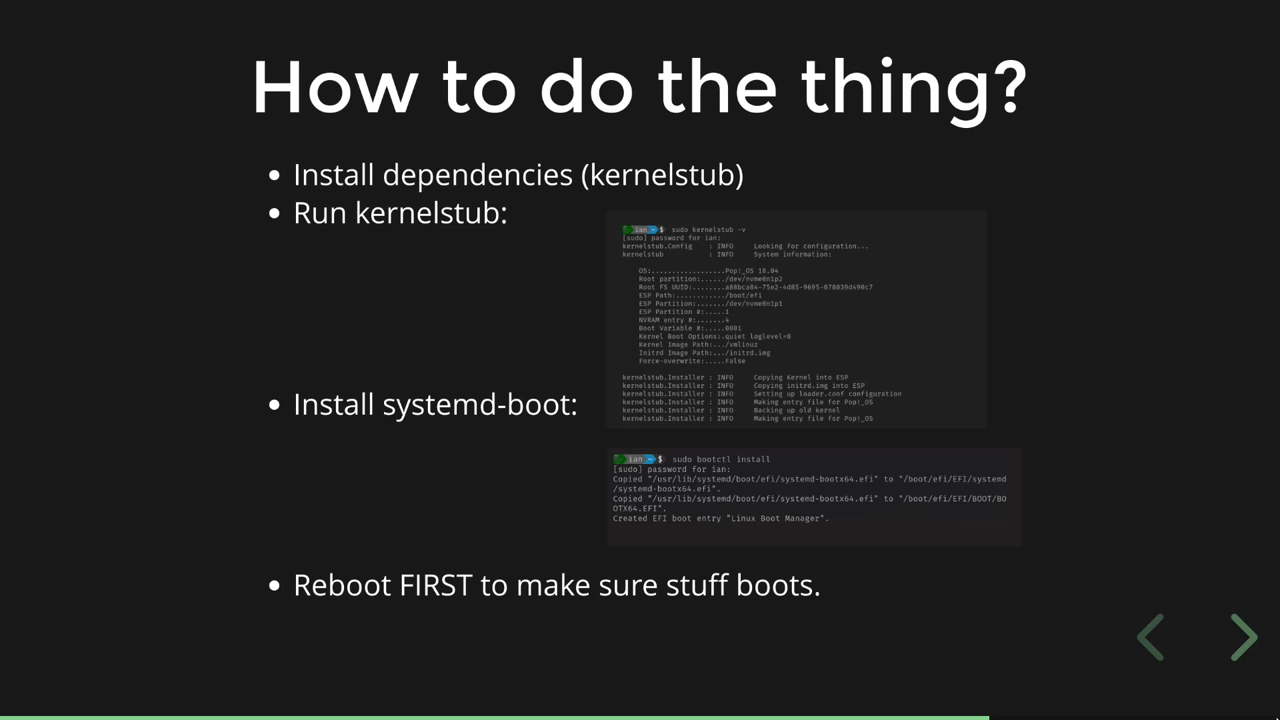 How to do the thing?
Install dependencies (kernelstub)
Run kernelstub:
ian ~ $ sudo kernelstub -v
[sudo] password for ian:
kernelstub.Config : INFO Looking for configuration...
kernelstub : INFO System information:
OS:..................Pop!_OS 18.04
Root partition:....../dev/nvme0n1p2
Root FS UUID:........a88bca84-75e2-4d85-9695-078039d490c7
ESP Path:............/boot/efi
ESP Partition:......./dev/nvme0n1p1
ESP Partition #:.....1
NVRAM entry #:.......4
Boot Variable #:.....0001
Kernel Boot Options:.quiet loglevel=0
Kernel Image Path:.../vmlinuz
Initrd Image Path:.../initrd.img
Force-overwrite:.....False
kernelstub.Installer : INFO Copying Kernel into ESP
kernelstub.Installer : INFO Copying initrd.img into ESP
kernelstub.Installer : INFO Setting up loader.conf configuration
kernelstub.Installer : INFO Making entry file for Pop!_OS
kernelstub.Installer : INFO Backing up old kernel
kernelstub.Installer : INFO Making entry file for Pop!_OS
Install systemd-boot:
ian ~ $ sudo bootctl install
[sudo] password for ian:
Copied "/usr/lib/systemd/boot/efi/systemd-bootx64.efi" to "/boot/efi/EFI/systemd
/systemd-bootx64.efi".
Copied "/usr/lib/systemd/boot/efi/systemd-bootx64.efi" to "/boot/efi/EFI/BOOT/BO
OTX64.EFI".
Created EFI boot entry "Linux Boot Manager".
Reboot FIRST to make sure stuff boots.